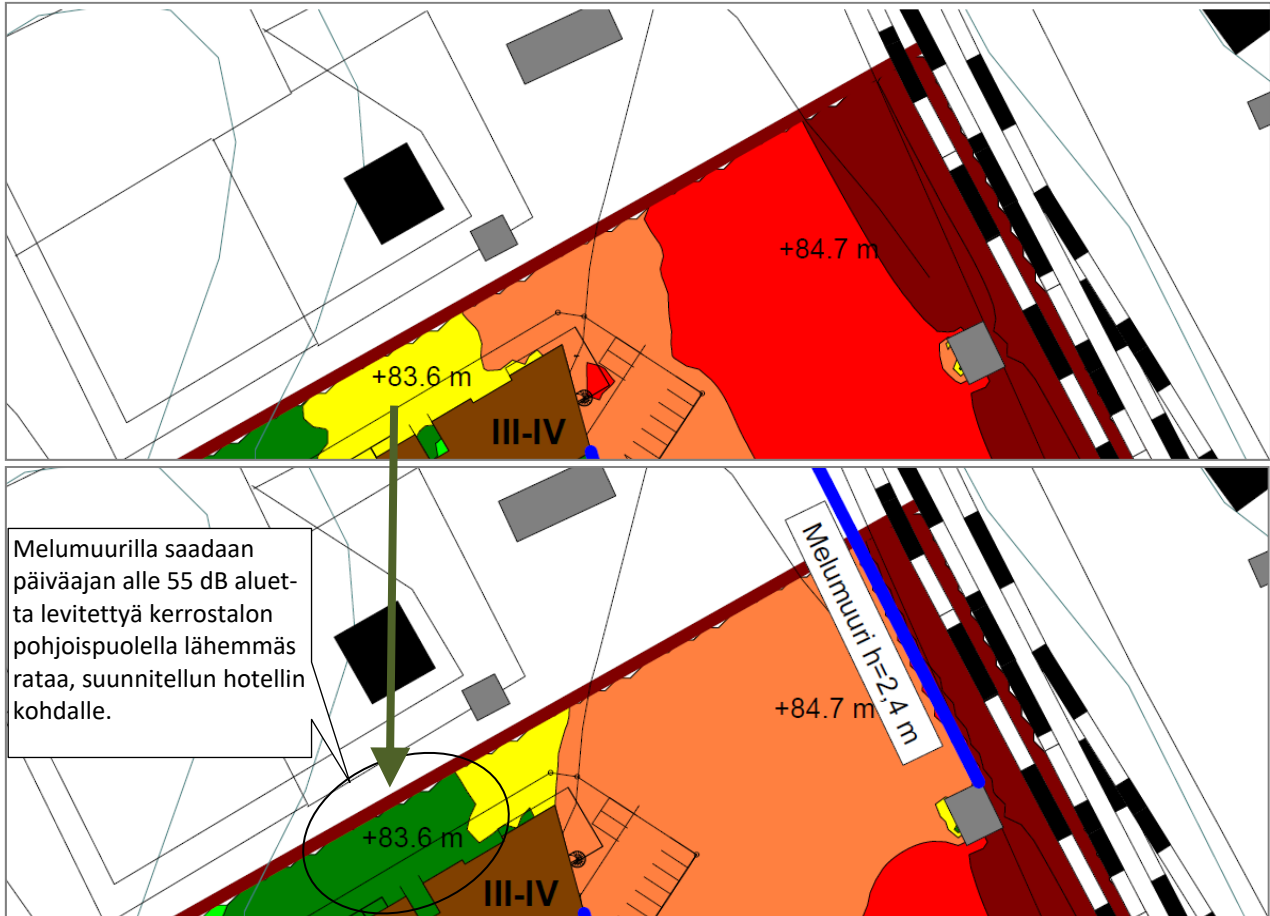 +84.7 m
+83.6 m
III-IV
Melumuurilla saadaan
päiväajan alle 55 dB aluet-
ta levitettyä kerrostalon
pohjoispuolella lähemmäs
rataa, suunnitellun hotellin
kohdalle.
Melumuuri h=2,4 m
+84.7 m
+83.6 m
III-IV